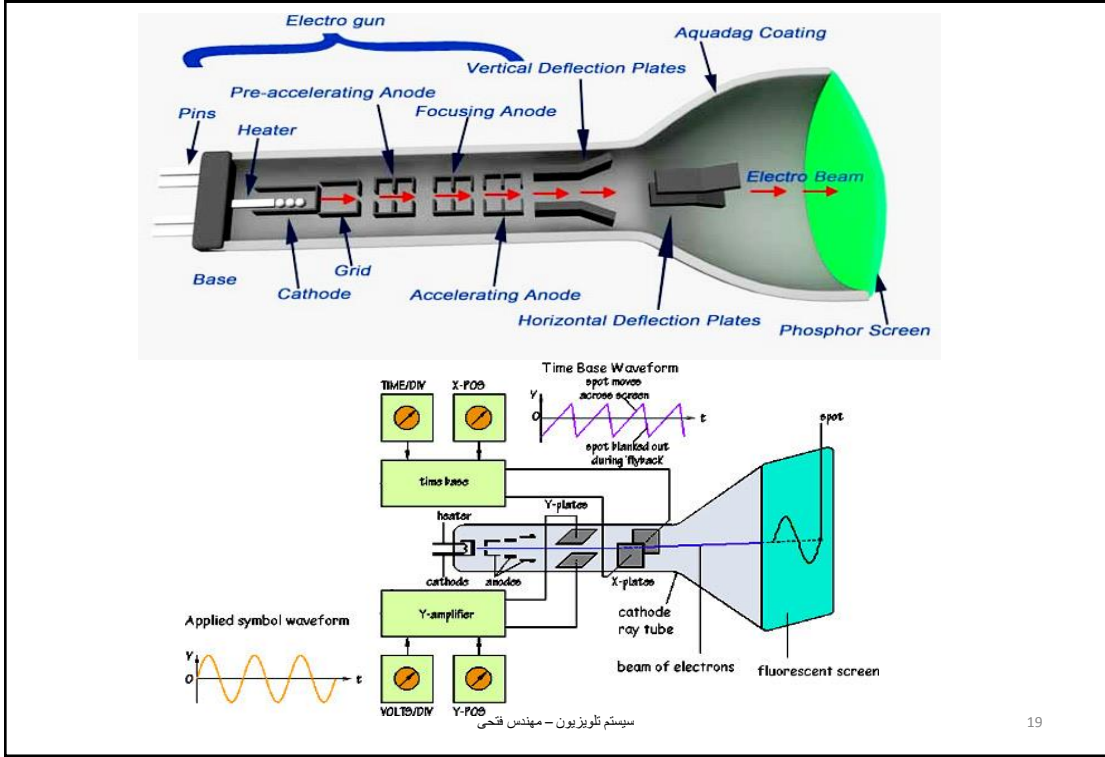 Electro gun
Aquadag Coating
Vertical Deflection Plates
Pre-accelerating Anode
Focusing Anode
Pins
Heater
Electro Beam
Grid
Base
Cathode
Accelerating Anode
Horizontal Deflection Plates
Phosphor Screen
Time Base Waveform
TIME/DIV
X-POS
spot moves
across screen
Y
O
t
spot
spot blanked out
during 'flyback'
time base
Y-plates
heater
cathode
anodes
X-plates
Y-amplifier
cathode
ray tube
Applied symbol waveform
beam of electrons
fluorescent screen
Y
O
t
VOLTS/DIV
Y-POS
سیستم تلویزیون – مهندس فتحی
19